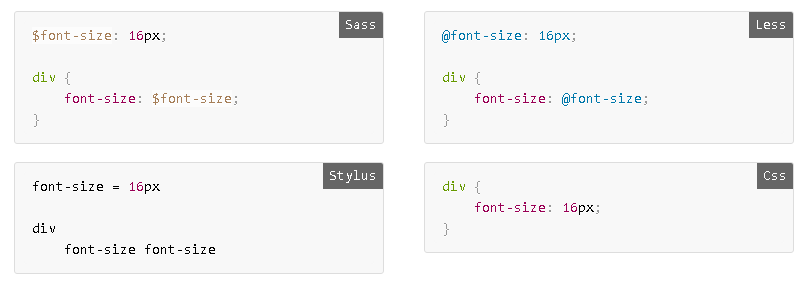 Sass
$font-size: 16px;
div {
    font-size: $font-size;
}
Less
@font-size: 16px;
div {
    font-size: @font-size;
}
Stylus
font-size = 16px
div
    font-size font-size
Css
div {
    font-size: 16px;
}